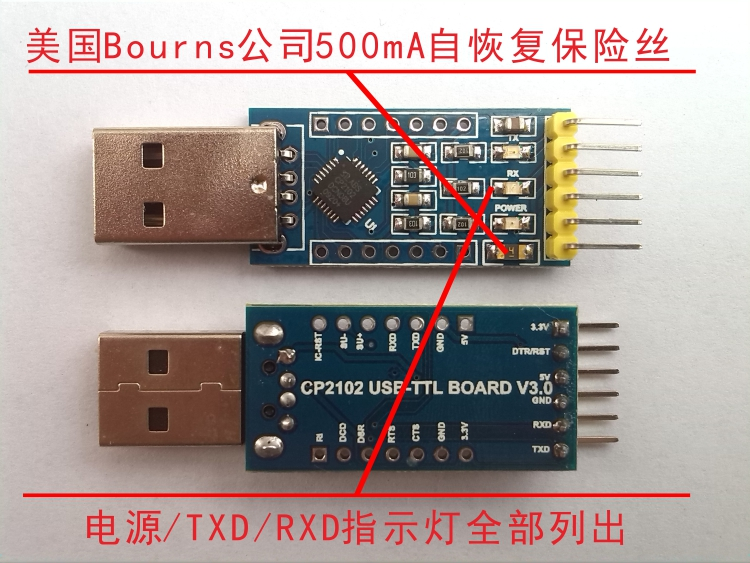 美国Bourns公司500mA自恢复保险丝
TX
RX
POWER
103
102
103
102
U1
3.3V
DTR/RST
5V
GND
RXD
TXD
IC-RST
SU-
SU+
RXD
TXD
GND
5V
CP2102 USB-TTL BOARD V3.0
RI
DCD
DSR
RTS
CTS
GND
3.3V
电源/TXD/RXD指示灯全部列出